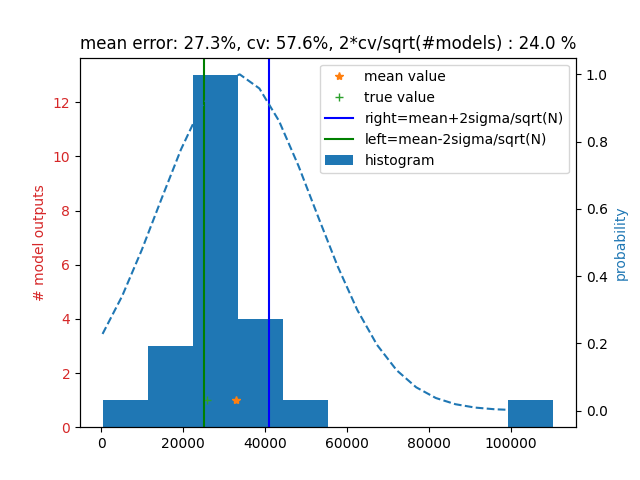 mean error: 27.3%, cv: 57.6%, 2*cv/sqrt(#models) : 24.0 %
mean value
true value
right=mean+2sigma/sqrt(N)
left=mean-2sigma/sqrt(N)
histogram
# model outputs
12
10
8
6
4
2
0
probability
1.0
0.8
0.6
0.4
0.2
0.0
0
20000
40000
60000
80000
100000